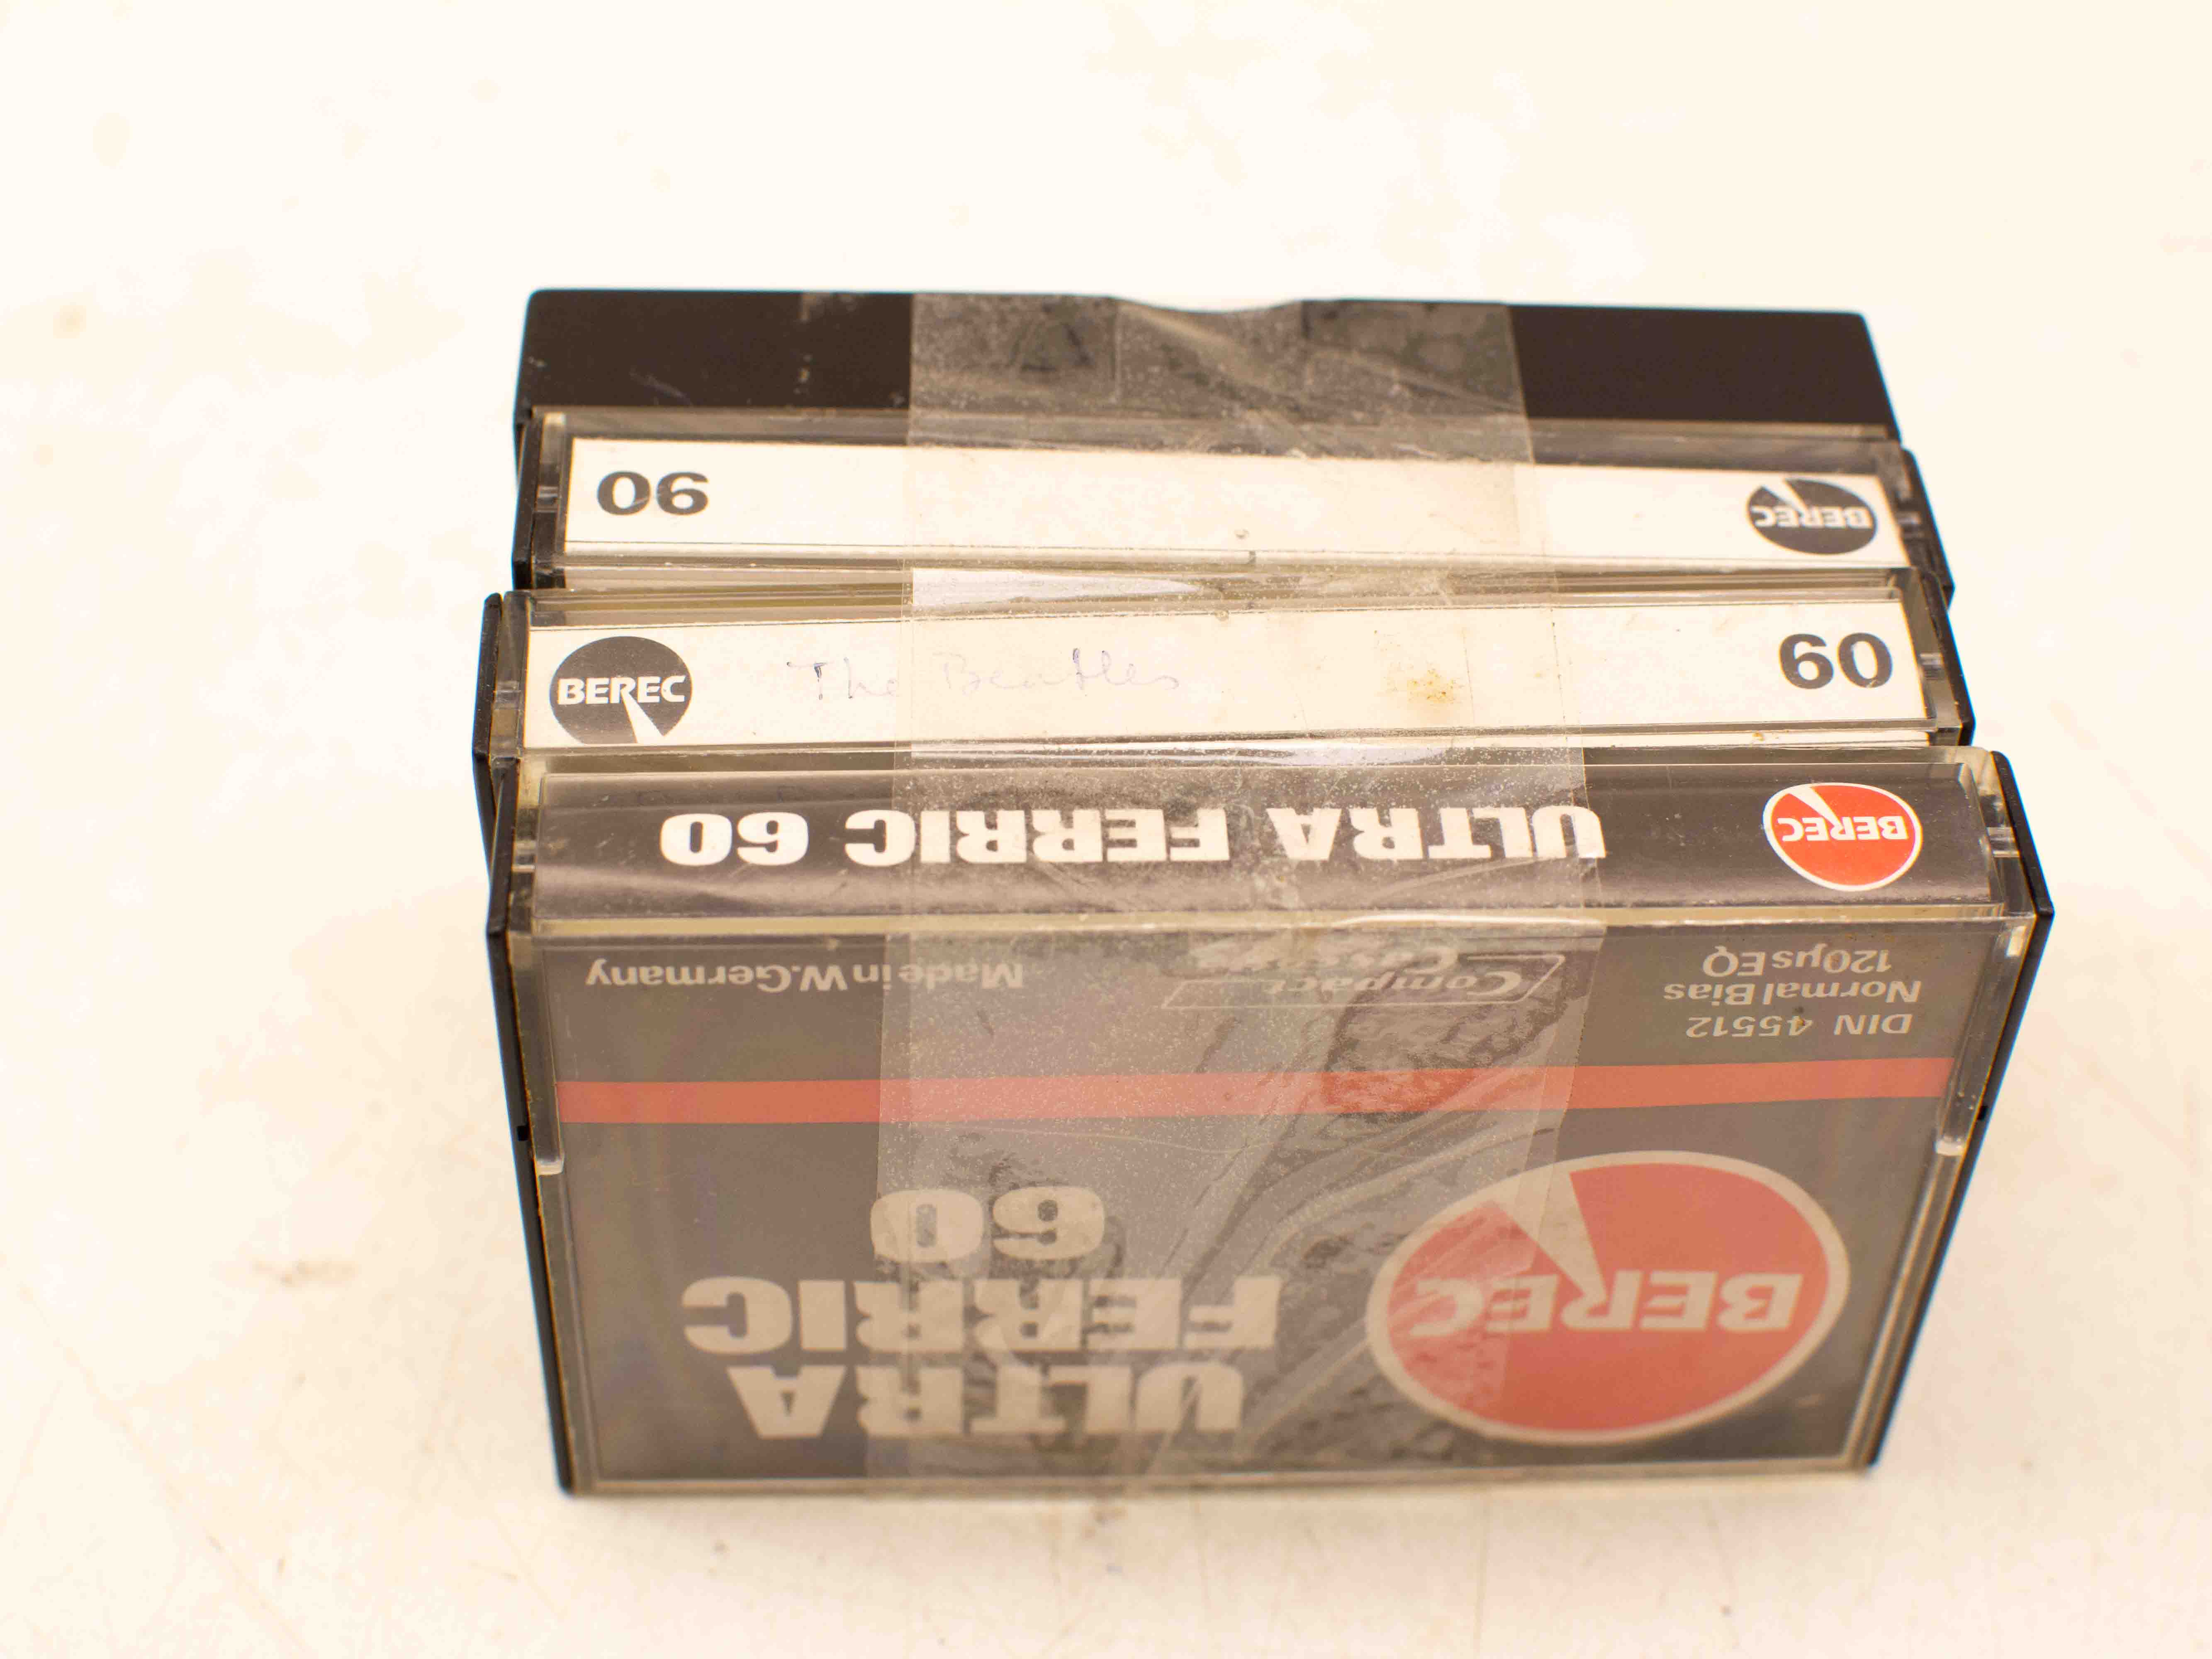 BEREC 90
BEREC The Beatles 60
BEREC ULTRA FERRIC 60
BEREC
ULTRA
FERRIC
60
DIN 45512
Normal Bias
120µs EQ
Compact
Cassette
Made in W.Germany